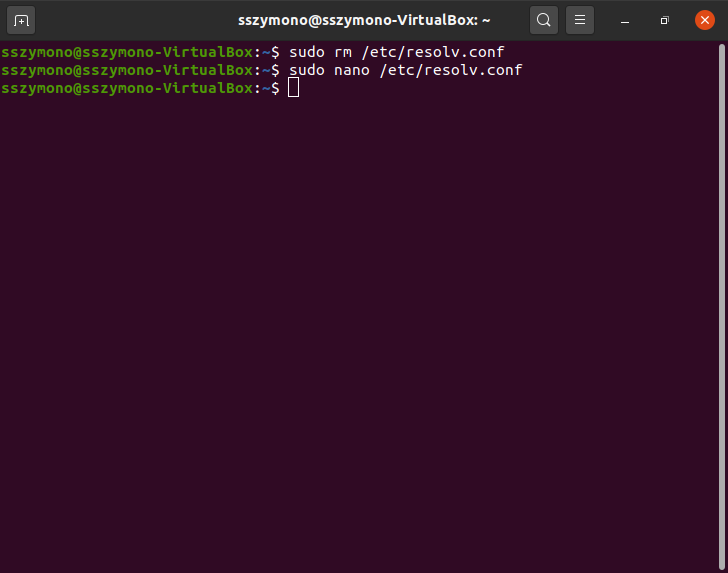 sszymono@sszymono-VirtualBox: ~
sszymono@sszymono-VirtualBox:~$ sudo rm /etc/resolv.conf
sszymono@sszymono-VirtualBox:~$ sudo nano /etc/resolv.conf
sszymono@sszymono-VirtualBox:~$